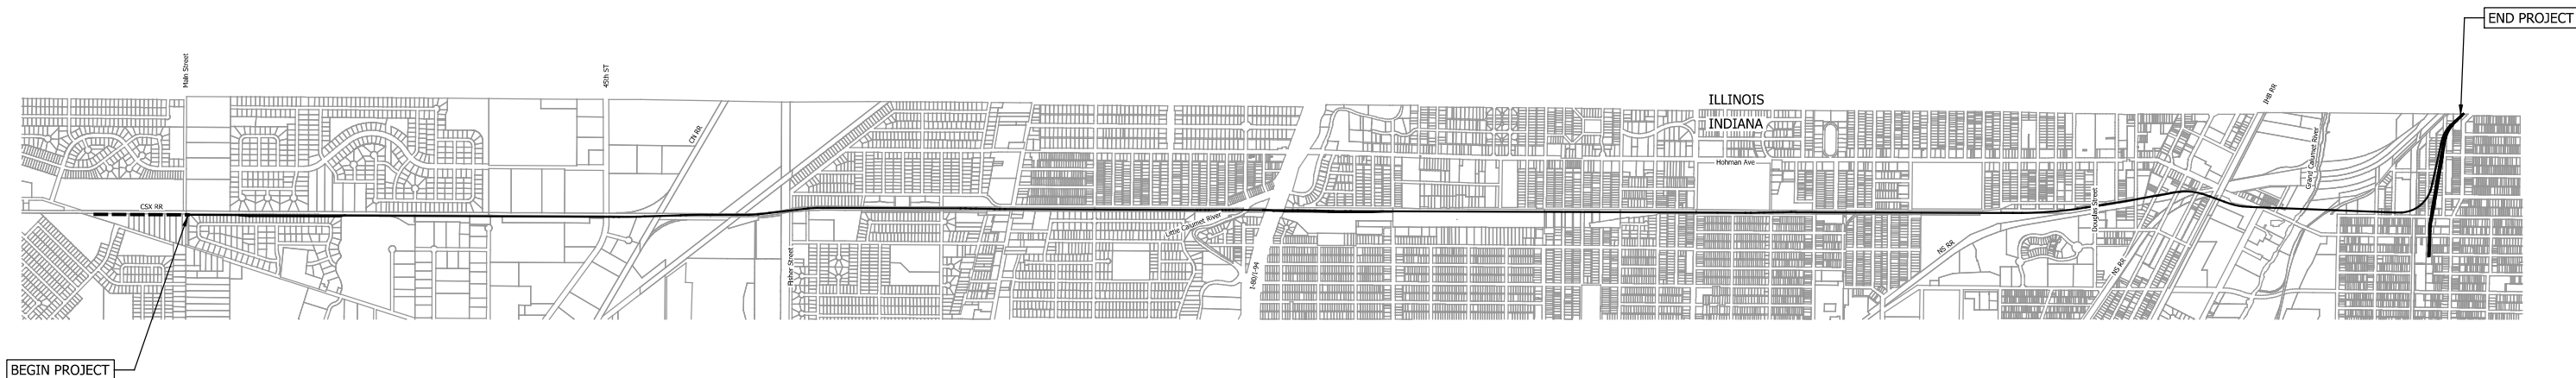 END PROJECT
Main Street
45th ST
IHB RR
ILLINOIS
INDIANA
CN RR
Hohman Ave
Grand Calumet River
CSX RR
Douglas Street
Little Calumet River
NS RR
Fisher Street
I-80/I-94
NS RR
BEGIN PROJECT